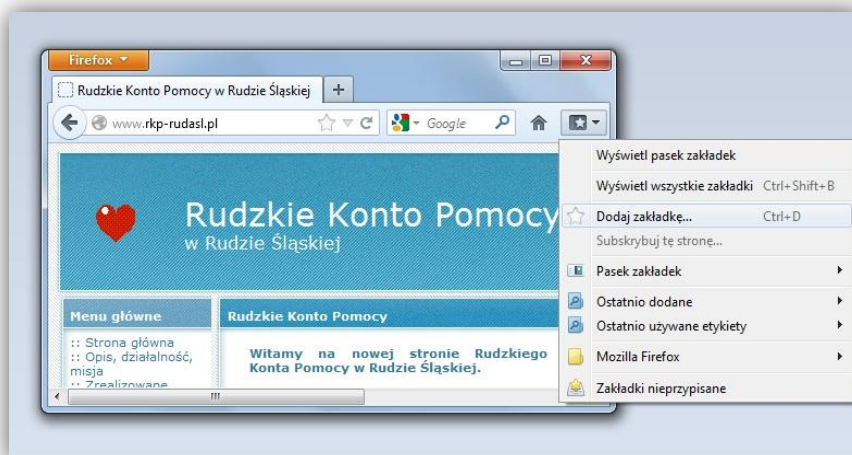 Firefox
Rudzkie Konto Pomocy w Rudzie Śląskiej
www.rkp-rudasl.pl
Google
Wyświetl pasek zakładek
Wyświetl wszystkie zakładki Ctrl+Shift+B
Dodaj zakładkę... Ctrl+D
Subskrybuj tę stronę...
Pasek zakładek
Ostatnio dodane
Ostatnio używane etykiety
Mozilla Firefox
Zakładki nieprzypisane
Rudzkie Konto Pomocy
w Rudzie Śląskiej
Menu główne
:: Strona główna
:: Opis, działalność,
misja
:: Zrealizowane
Rudzkie Konto Pomocy
Witamy na nowej stronie Rudzkiego
Konta Pomocy w Rudzie Śląskiej.